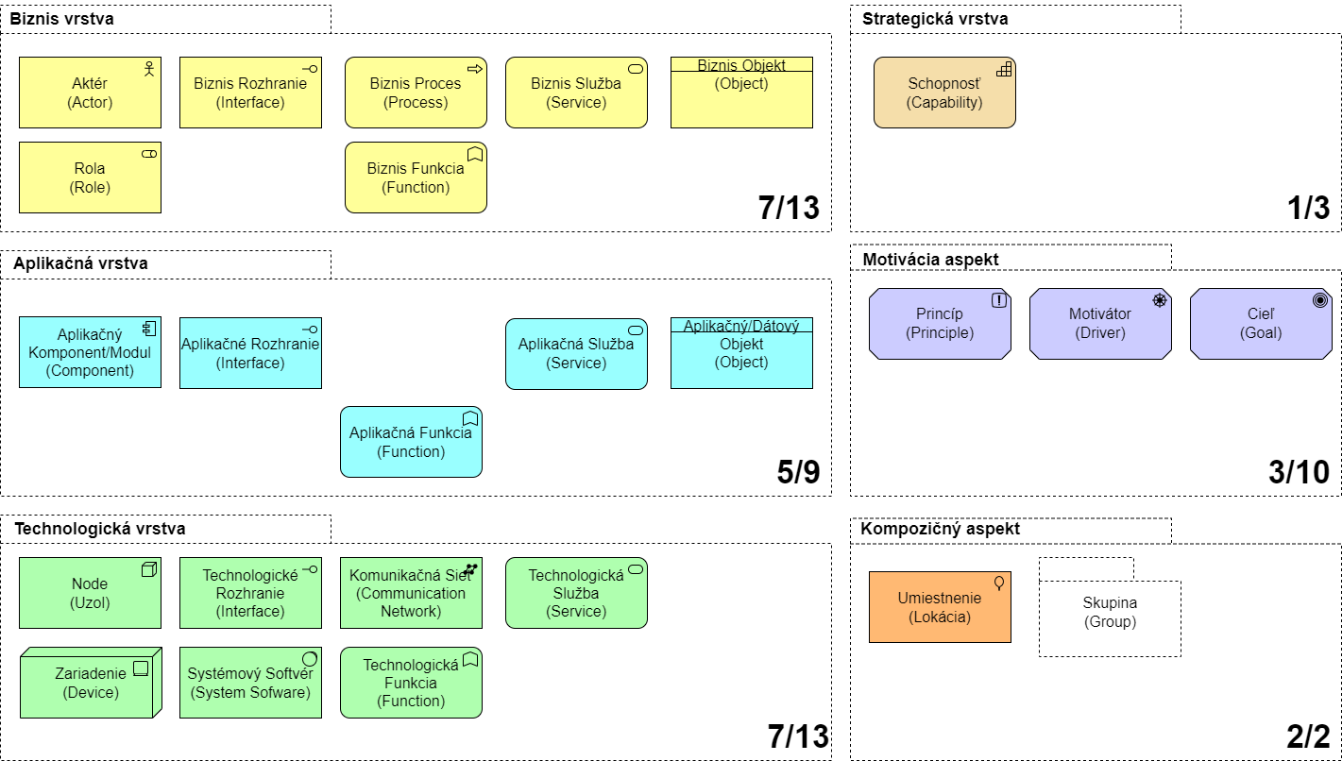 Biznis vrstva
Aktér
(Actor)
Biznis Rozhranie
(Interface)
Biznis Proces
(Process)
Biznis Služba
(Service)
Biznis Objekt
(Object)
Rola
(Role)
Biznis Funkcia
(Function)
7/13
Strategická vrstva
Schopnosť
(Capability)
1/3
Aplikačná vrstva
Aplikačný
Komponent/Modul
(Component)
Aplikačné Rozhranie
(Interface)
Aplikačná Služba
(Service)
Aplikačný/Dátový
Objekt
(Object)
Aplikačná Funkcia
(Function)
5/9
Motivácia aspekt
Princíp
(Principle)
Motivátor
(Driver)
Cieľ
(Goal)
3/10
Technologická vrstva
Node
(Uzol)
Technologické
Rozhranie
(Interface)
Komunikačná Sieť
(Communication
Network)
Technologická
Služba
(Service)
Zariadenie
(Device)
Systémový Softvér
(System Sofware)
Technologická
Funkcia
(Function)
7/13
Kompozičný aspekt
Umiestnenie
(Lokácia)
Skupina
(Group)
2/2